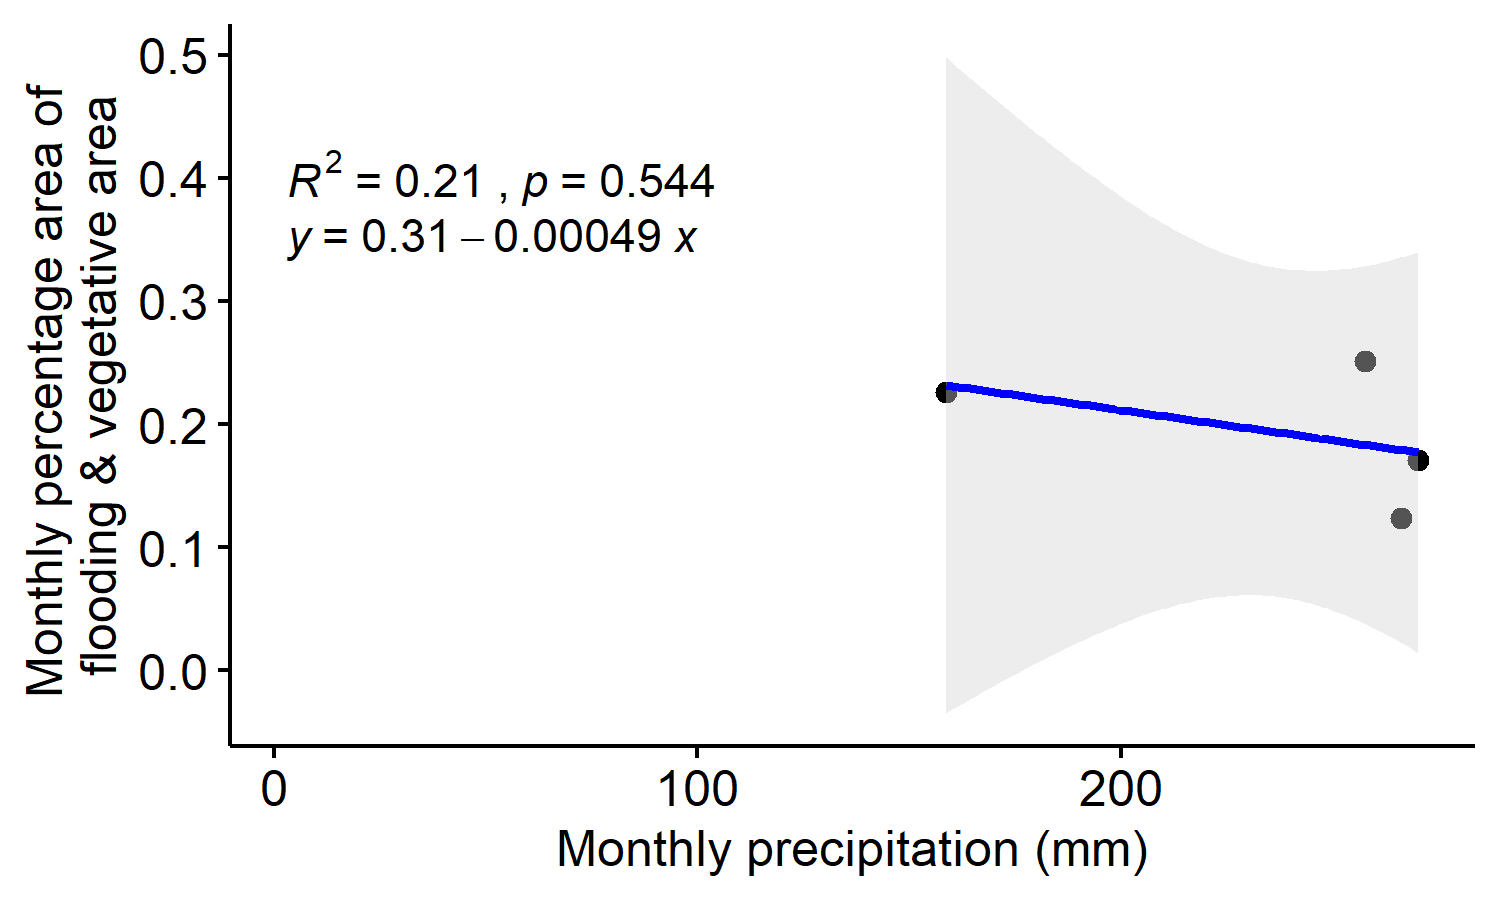 Monthly percentage area of
flooding & vegetative area
0.5
0.4
0.3
0.2
0.1
0.0
R² = 0.21 , p = 0.544
y = 0.31 – 0.00049 x
0 100 200
Monthly precipitation (mm)